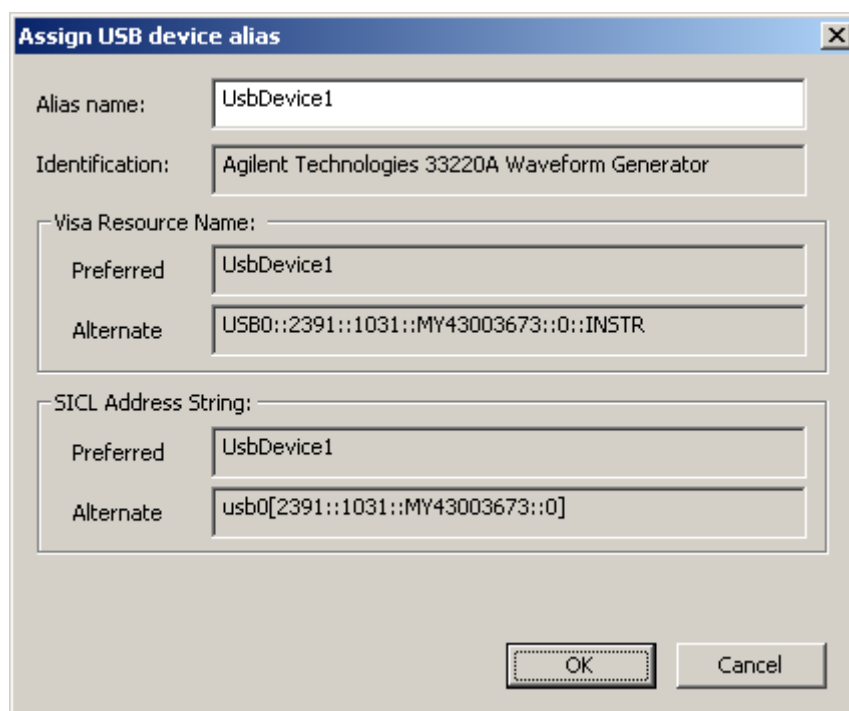 Assign USB device alias
Alias name: UsbDevice1
Identification: Agilent Technologies 33220A Waveform Generator
Visa Resource Name:
Preferred UsbDevice1
Alternate USB0::2391::1031::MY43003673::0::INSTR
SICL Address String:
Preferred UsbDevice1
Alternate usb0[2391::1031::MY43003673::0]
OK Cancel